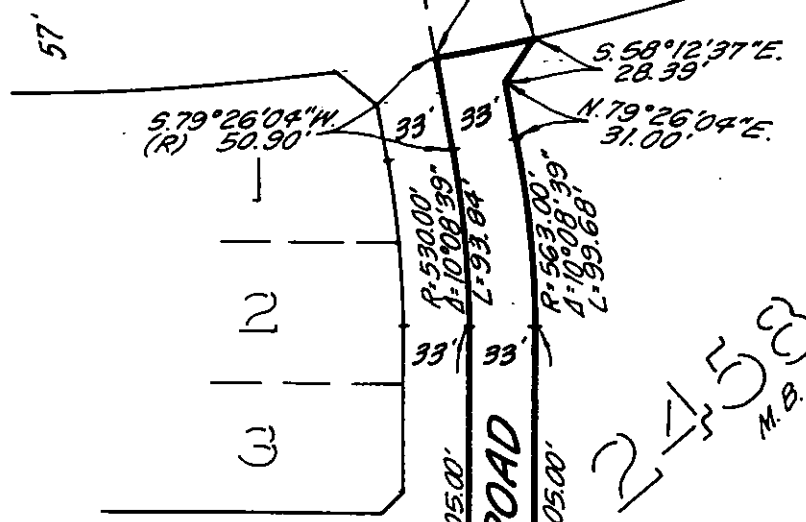 57'
S.58°12'37"E.
28.39'
S.79°26'04"W.
(R) 50.90'
33'
33'
N.79°26'04"E.
31.00'
1
R=530.00'
Δ=10°08'39"
L=93.84'
R=563.00'
Δ=10°08'39"
L=99.68'
2
33'
33'
3
05.00'
ROAD
05.00'
2453
M.B.